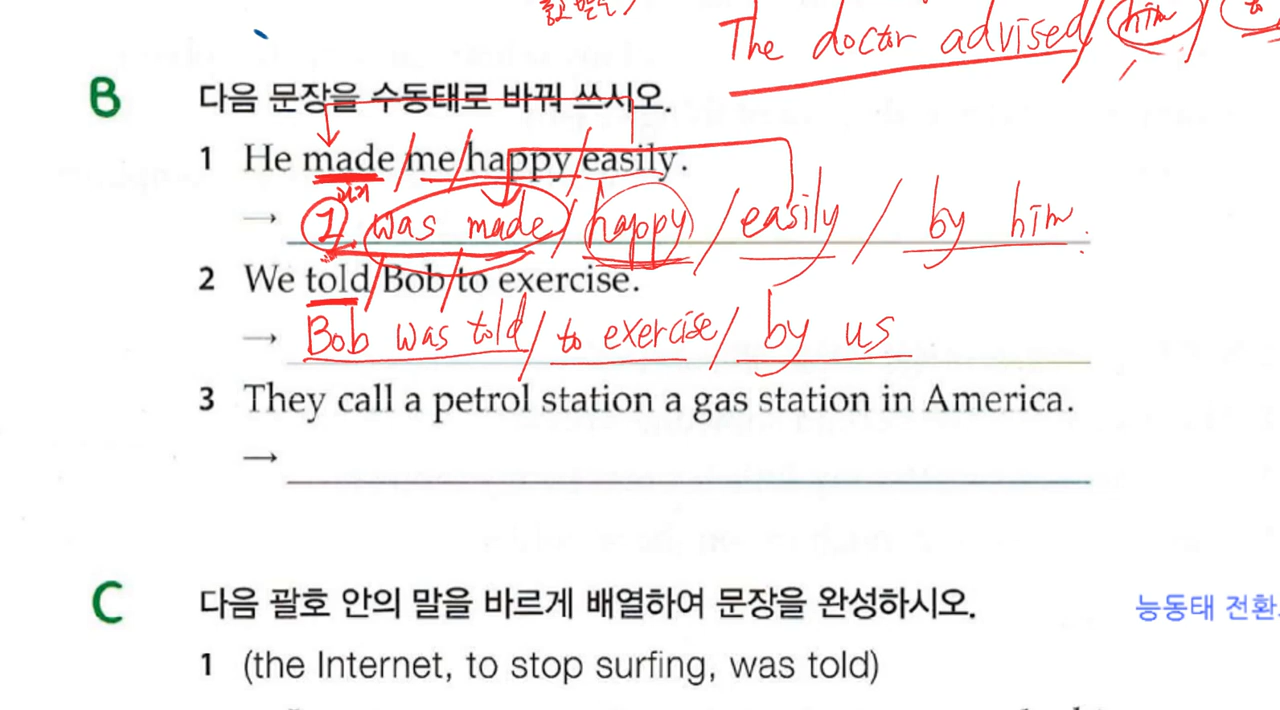 The doctor advised / him /
B 다음 문장을 수동태로 바꿔 쓰시오.
1 He made / me / happy / easily.
→ I was made / happy / easily / by him.
2 We told / Bob / to exercise.
→ Bob was told / to exercise / by us
3 They call a petrol station a gas station in America.
→
C 다음 괄호 안의 말을 바르게 배열하여 문장을 완성하시오.
능동태 전환
1 (the Internet, to stop surfing, was told)